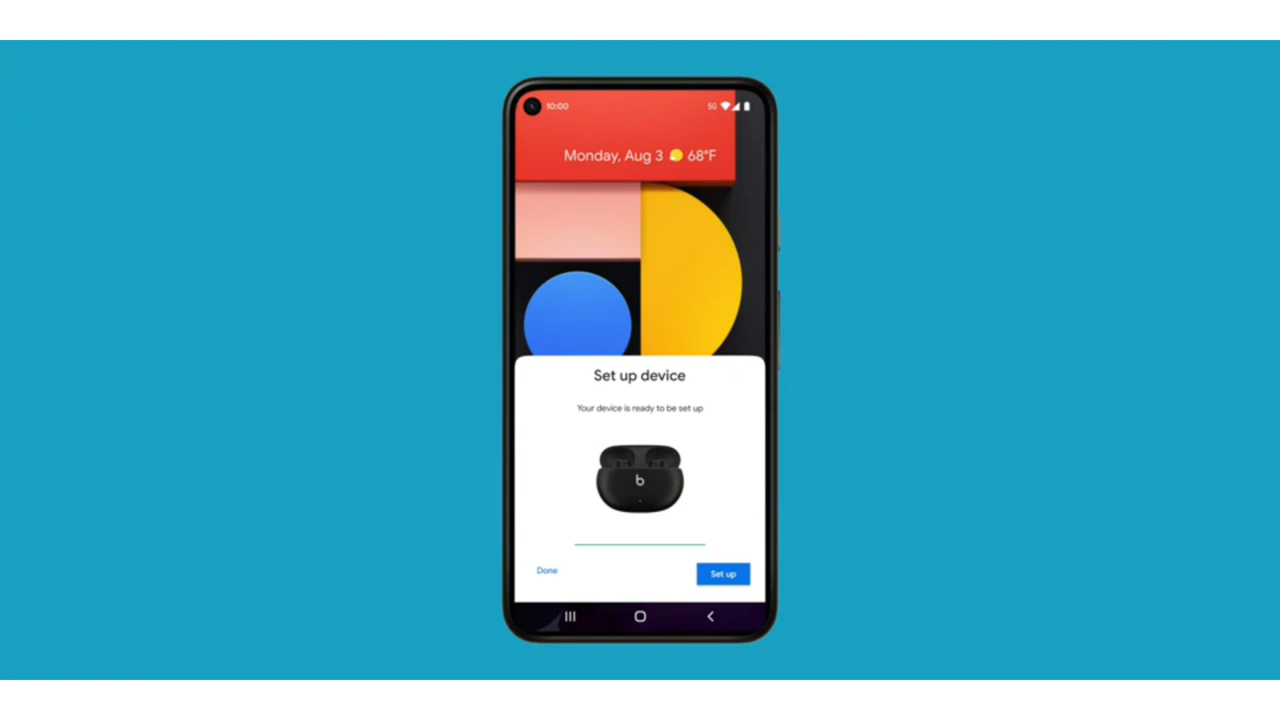 10:00
5G
Monday, Aug 3 68°F
Set up device
Your device is ready to be set up
b
Done
Set up